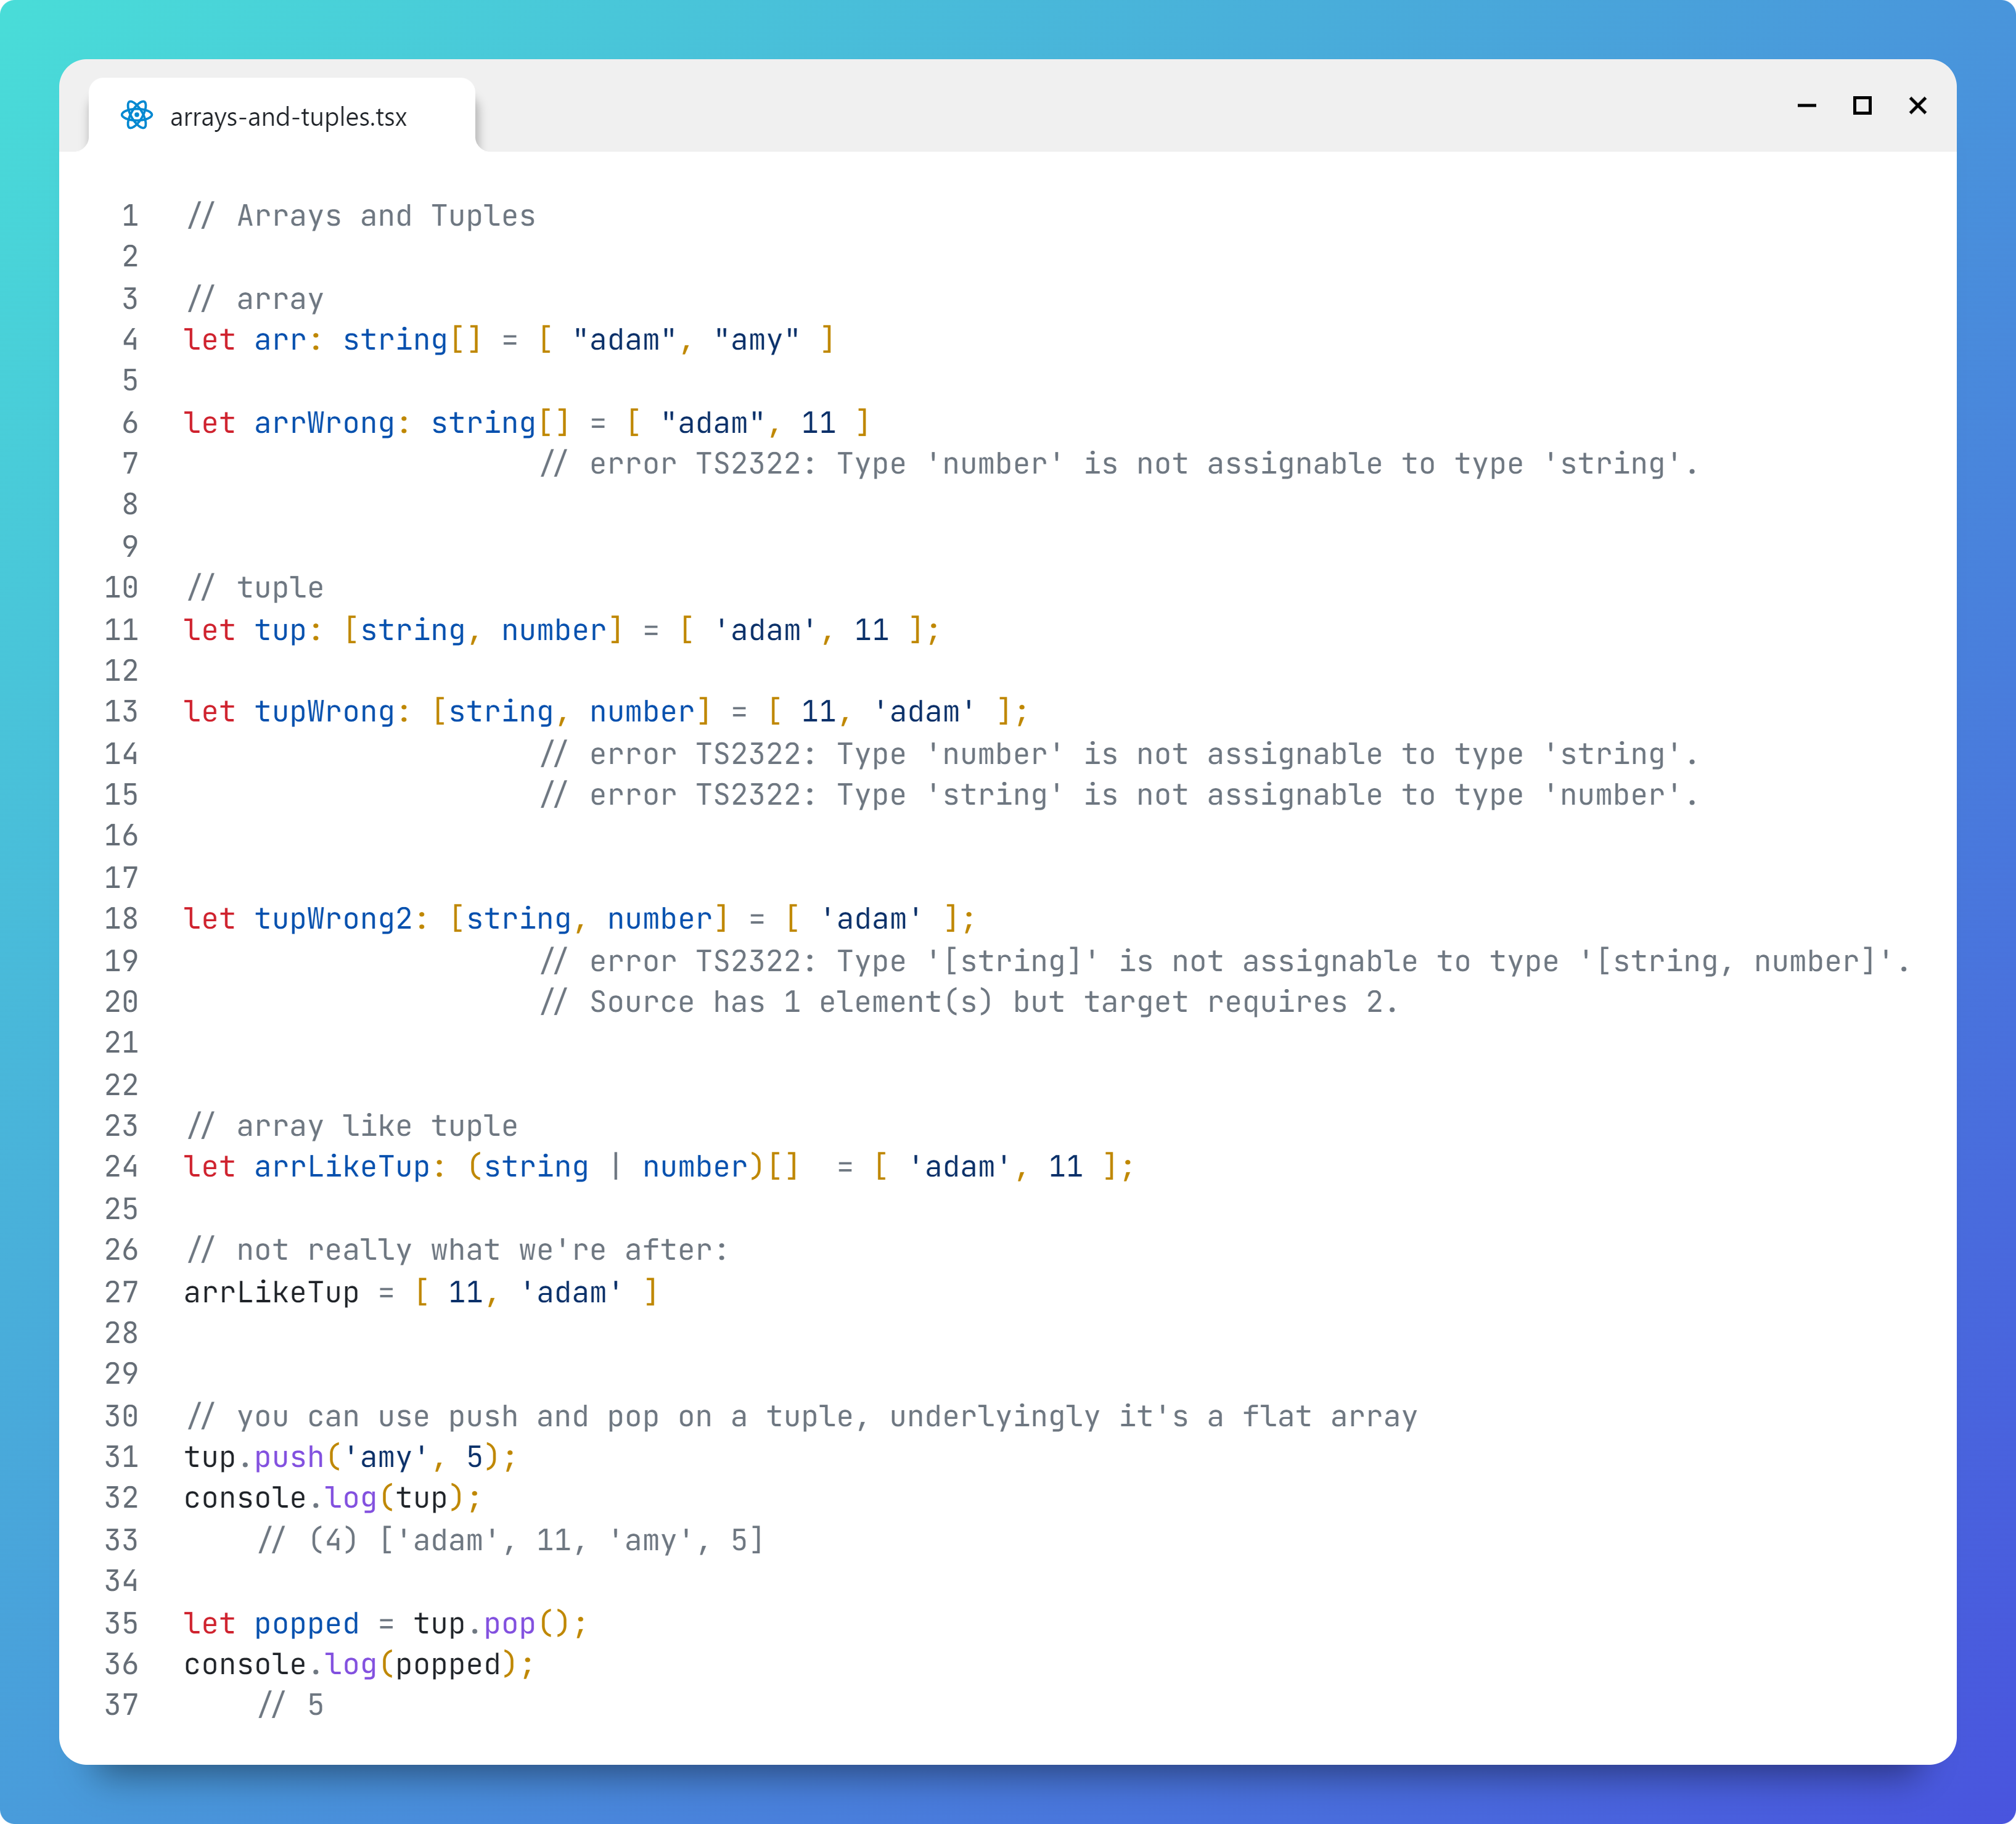 arrays-and-tuples.tsx
1 // Arrays and Tuples
2
3 // array
4 let arr: string[] = [ "adam", "amy" ]
5
6 let arrWrong: string[] = [ "adam", 11 ]
7 // error TS2322: Type 'number' is not assignable to type 'string'.
8
9
10 // tuple
11 let tup: [string, number] = [ 'adam', 11 ];
12
13 let tupWrong: [string, number] = [ 11, 'adam' ];
14 // error TS2322: Type 'number' is not assignable to type 'string'.
15 // error TS2322: Type 'string' is not assignable to type 'number'.
16
17
18 let tupWrong2: [string, number] = [ 'adam' ];
19 // error TS2322: Type '[string]' is not assignable to type '[string, number]'.
20 // Source has 1 element(s) but target requires 2.
21
22
23 // array like tuple
24 let arrLikeTup: (string | number)[]  = [ 'adam', 11 ];
25
26 // not really what we're after:
27 arrLikeTup = [ 11, 'adam' ]
28
29
30 // you can use push and pop on a tuple, underlyingly it's a flat array
31 tup.push('amy', 5);
32 console.log(tup);
33 // (4) ['adam', 11, 'amy', 5]
34
35 let popped = tup.pop();
36 console.log(popped);
37 // 5